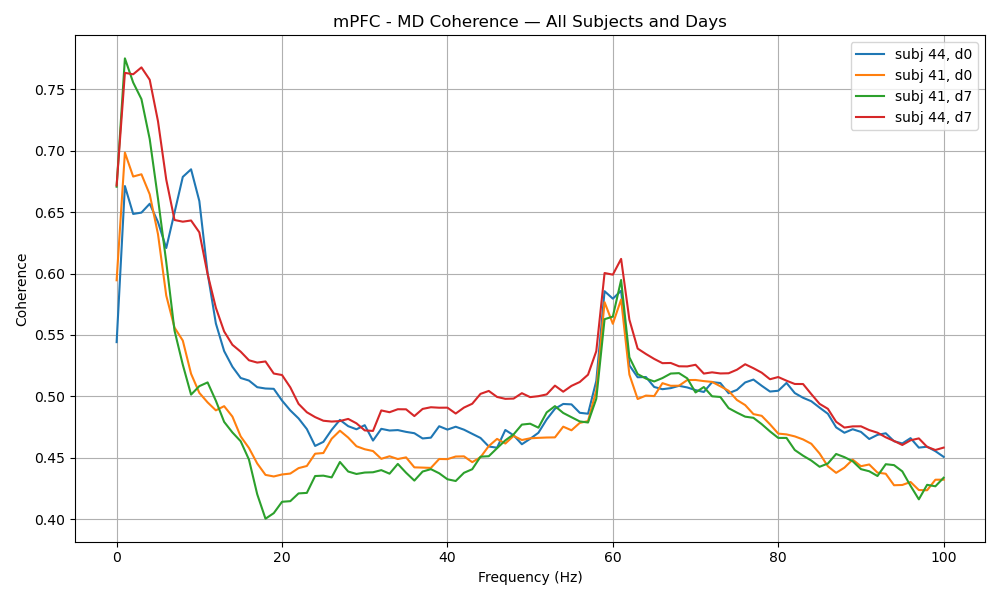 mPFC - MD Coherence — All Subjects and Days
subj 44, d0
subj 41, d0
subj 41, d7
subj 44, d7
Coherence
0.75
0.70
0.65
0.60
0.55
0.50
0.45
0.40
0 20 40 60 80 100
Frequency (Hz)